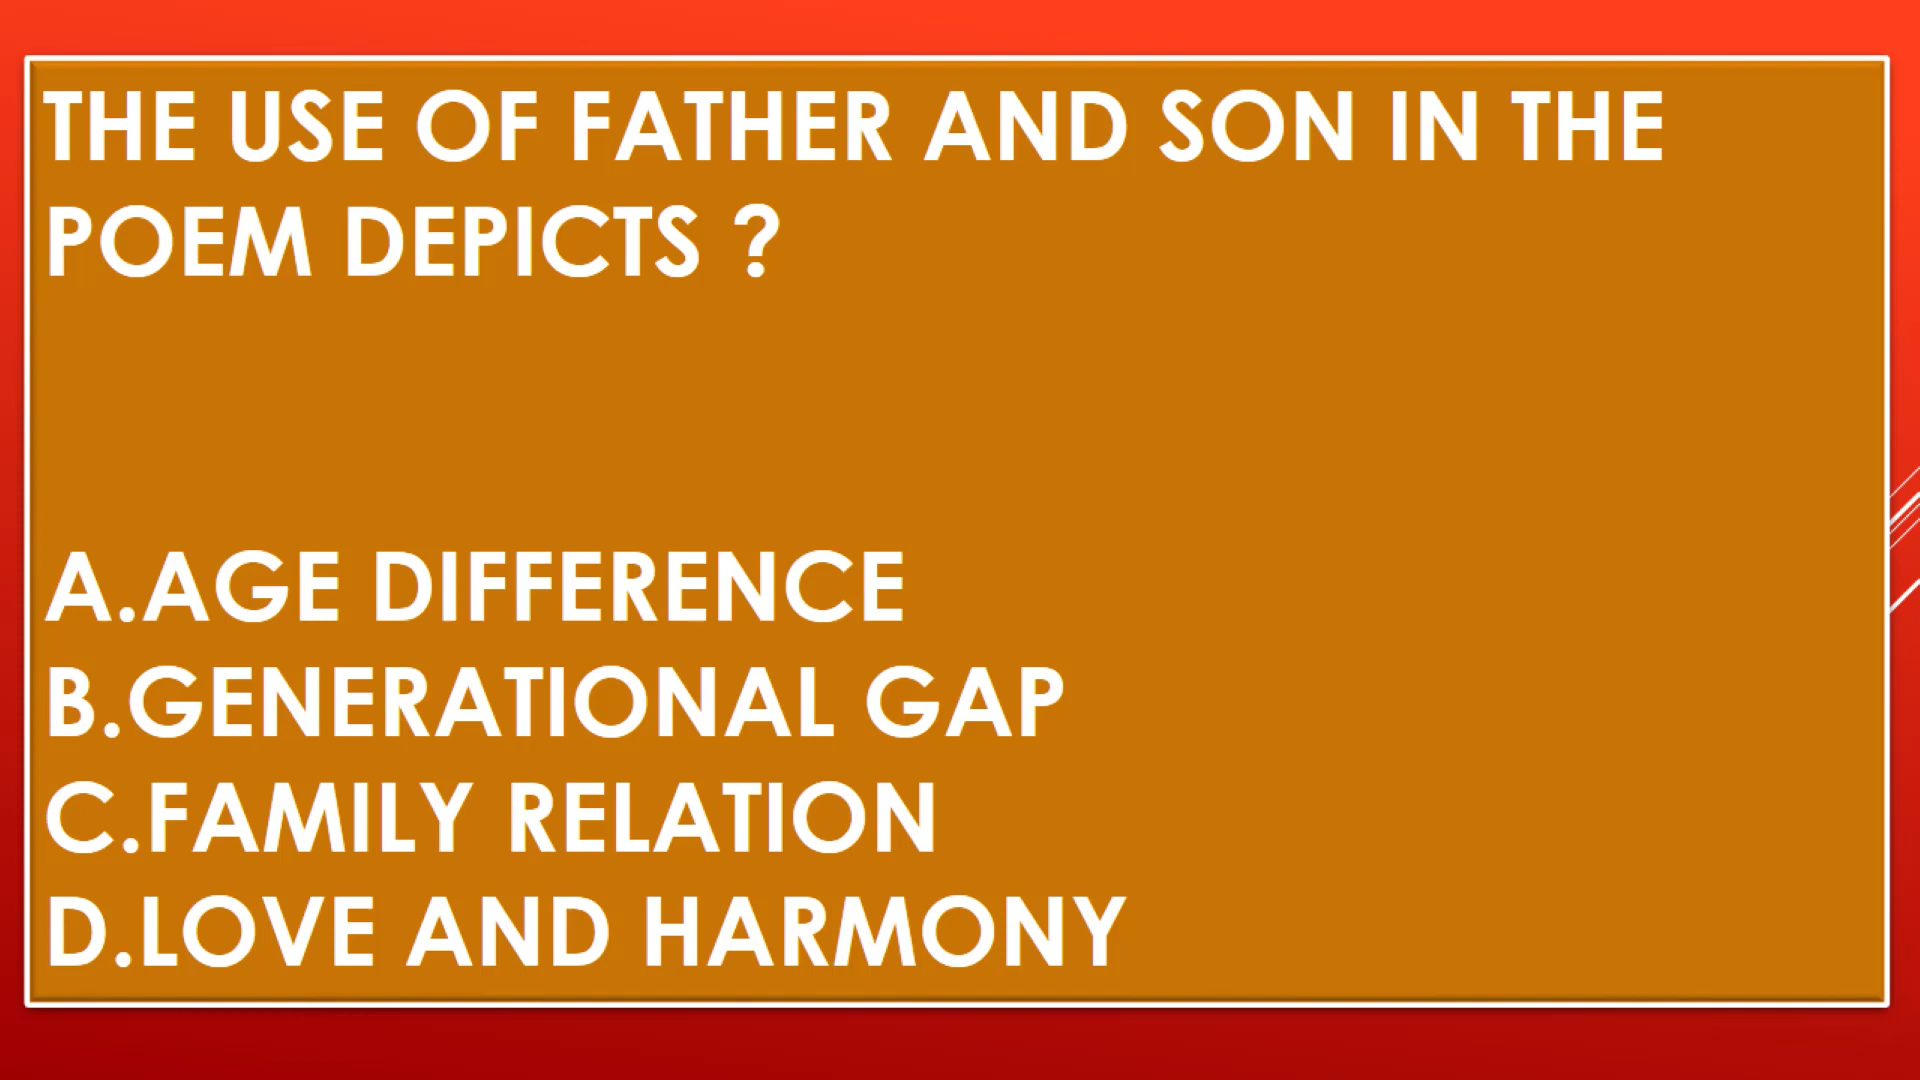 THE USE OF FATHER AND SON IN THE
POEM DEPICTS ?
A.AGE DIFFERENCE
B.GENERATIONAL GAP
C.FAMILY RELATION
D.LOVE AND HARMONY